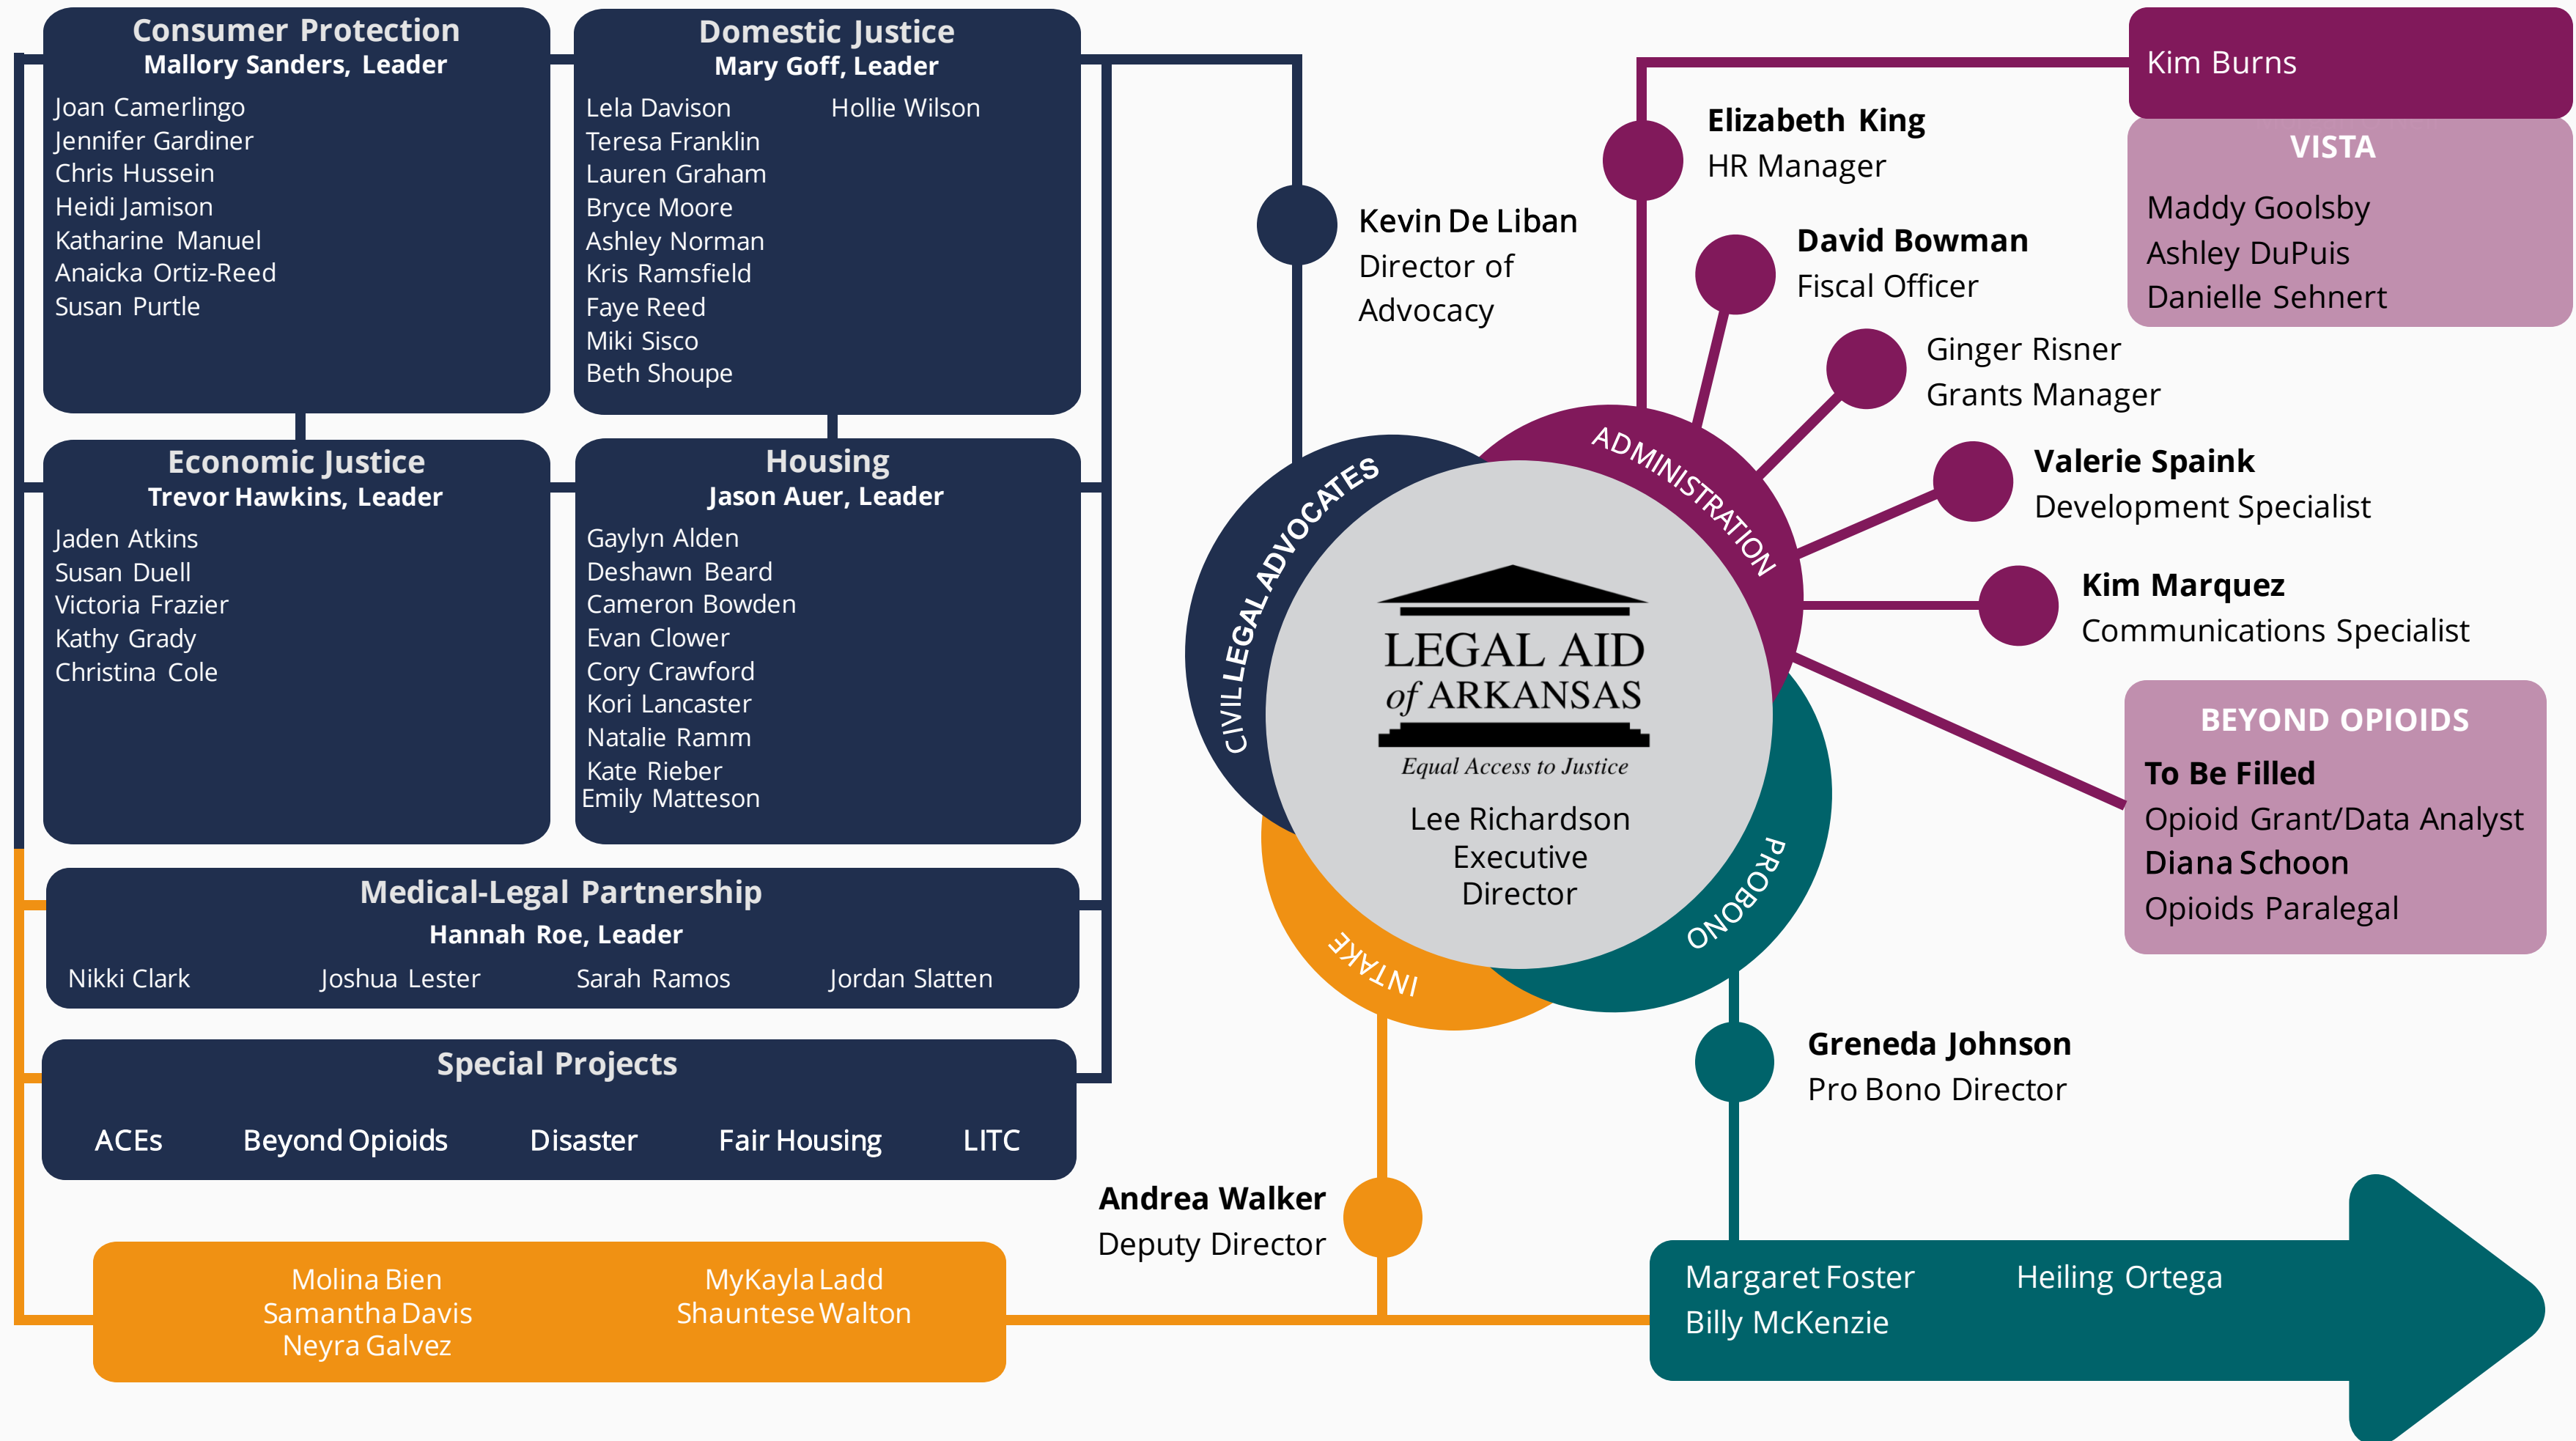 Consumer Protection
Mallory Sanders, Leader
Joan Camerlingo
Jennifer Gardiner
Chris Hussein
Heidi Jamison
Katharine Manuel
Anaicka Ortiz-Reed
Susan Purtle
Domestic Justice
Mary Goff, Leader
Lela Davison Hollie Wilson
Teresa Franklin
Lauren Graham
Bryce Moore
Ashley Norman
Kris Ramsfield
Faye Reed
Miki Sisco
Beth Shoupe
Economic Justice
Trevor Hawkins, Leader
Jaden Atkins
Susan Duell
Victoria Frazier
Kathy Grady
Christina Cole
Housing
Jason Auer, Leader
Gaylyn Alden
Deshawn Beard
Cameron Bowden
Evan Clower
Cory Crawford
Kori Lancaster
Natalie Ramm
Kate Rieber
Emily Matteson
Medical-Legal Partnership
Hannah Roe, Leader
Nikki Clark Joshua Lester Sarah Ramos Jordan Slatten
Special Projects
ACEs Beyond Opioids Disaster Fair Housing LITC
Molina Bien MyKayla Ladd
Samantha Davis Shauntese Walton
Neyra Galvez
Kevin De Liban
Director of
Advocacy
CIVIL LEGAL ADVOCATES
ADMINISTRATION
PROBONO
INTAKE
LEGAL AID
of ARKANSAS
Equal Access to Justice
Lee Richardson
Executive
Director
Elizabeth King
HR Manager
Kim Burns
VISTA
Maddy Goolsby
Ashley DuPuis
Danielle Sehnert
David Bowman
Fiscal Officer
Ginger Risner
Grants Manager
Valerie Spaink
Development Specialist
Kim Marquez
Communications Specialist
BEYOND OPIOIDS
To Be Filled
Opioid Grant/Data Analyst
Diana Schoon
Opioids Paralegal
Greneda Johnson
Pro Bono Director
Andrea Walker
Deputy Director
Margaret Foster Heiling Ortega
Billy McKenzie